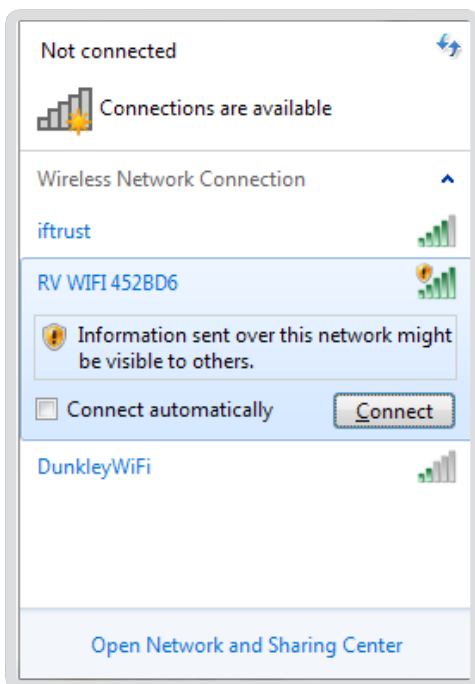 Not connected
Connections are available
Wireless Network Connection
iftrust
RV WIFI 452BD6
Information sent over this network might
be visible to others.
Connect automatically
Connect
DunkleyWiFi
Open Network and Sharing Center